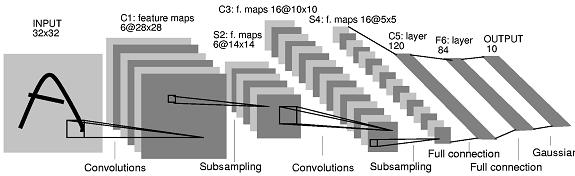 INPUT
32x32
C1: feature maps
6@28x28
S2: f. maps
6@14x14
C3: f. maps 16@10x10
S4: f. maps 16@5x5
C5: layer
120
F6: layer
84
OUTPUT
10
Convolutions
Subsampling
Convolutions
Subsampling
Full connection
Full connection
Gaussian